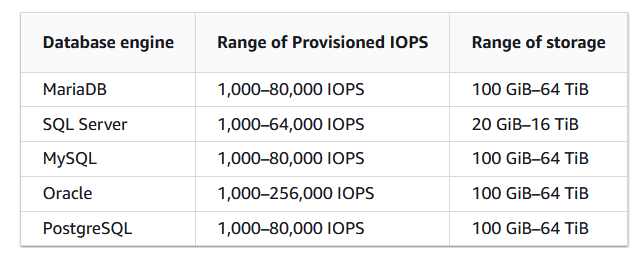 Database engine Range of Provisioned IOPS Range of storage
MariaDB 1,000–80,000 IOPS 100 GiB–64 TiB
SQL Server 1,000–64,000 IOPS 20 GiB–16 TiB
MySQL 1,000–80,000 IOPS 100 GiB–64 TiB
Oracle 1,000–256,000 IOPS 100 GiB–64 TiB
PostgreSQL 1,000–80,000 IOPS 100 GiB–64 TiB